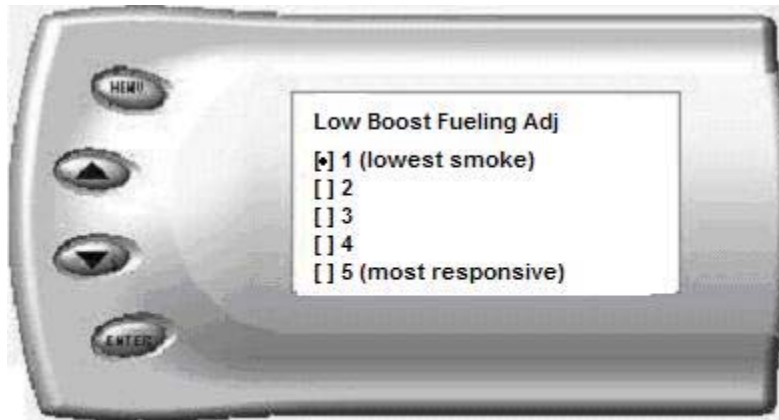 MENU
Low Boost Fueling Adj
[•] 1 (lowest smoke)
[ ] 2
[ ] 3
[ ] 4
[ ] 5 (most responsive)
ENTER